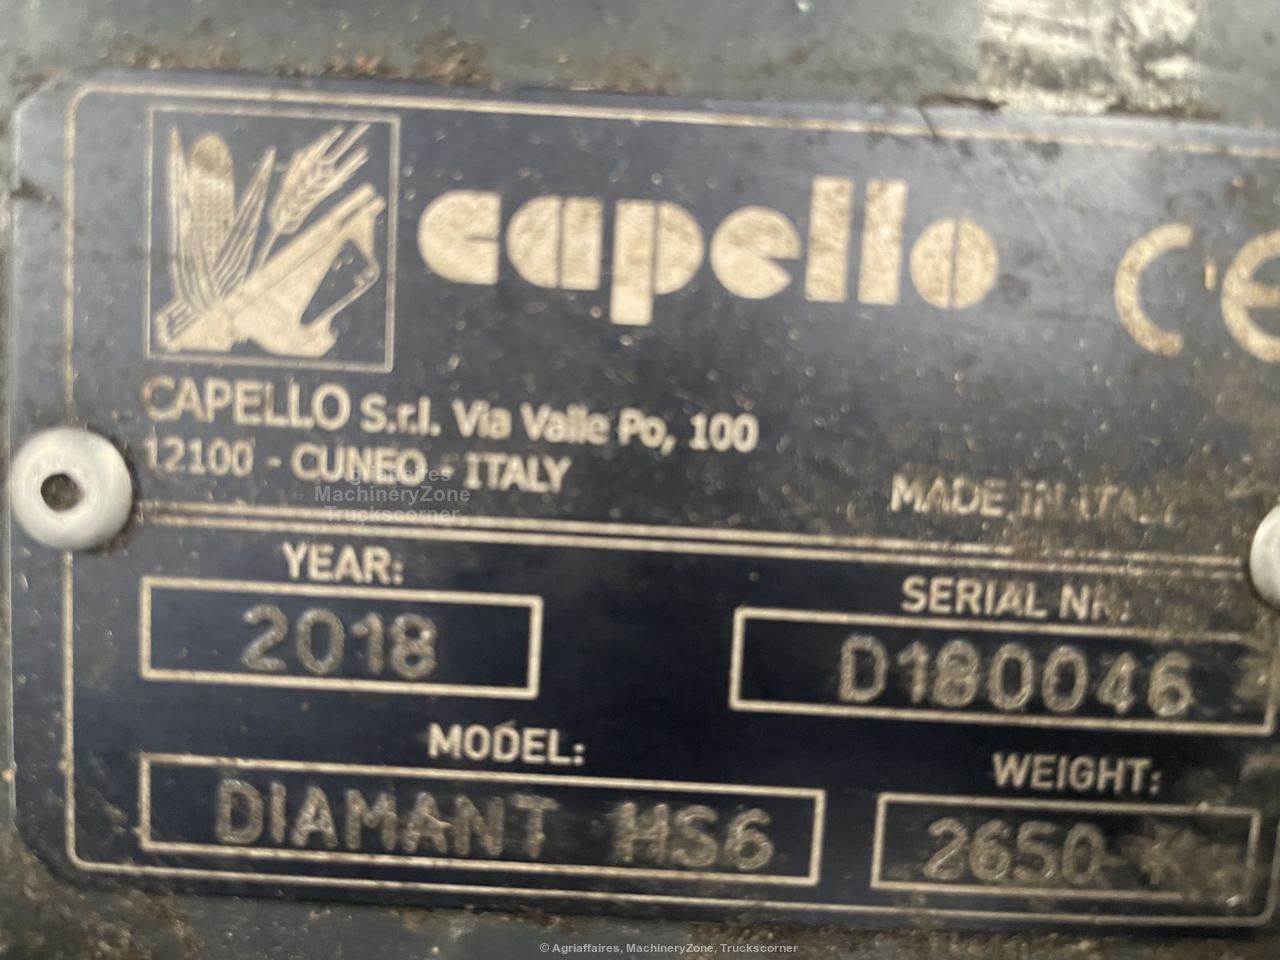 capello CE
CAPELLO S.r.l. Via Valle Po, 100
12100 - CUNEO - ITALY
Agriaffaires
MachineryZone
Truckscorner
MADE IN ITALY
YEAR:
2018
SERIAL NR.:
D180046
MODEL:
DIAMANT HS6
WEIGHT:
2650 Kg
© Agriaffaires, MachineryZone, Truckscorner